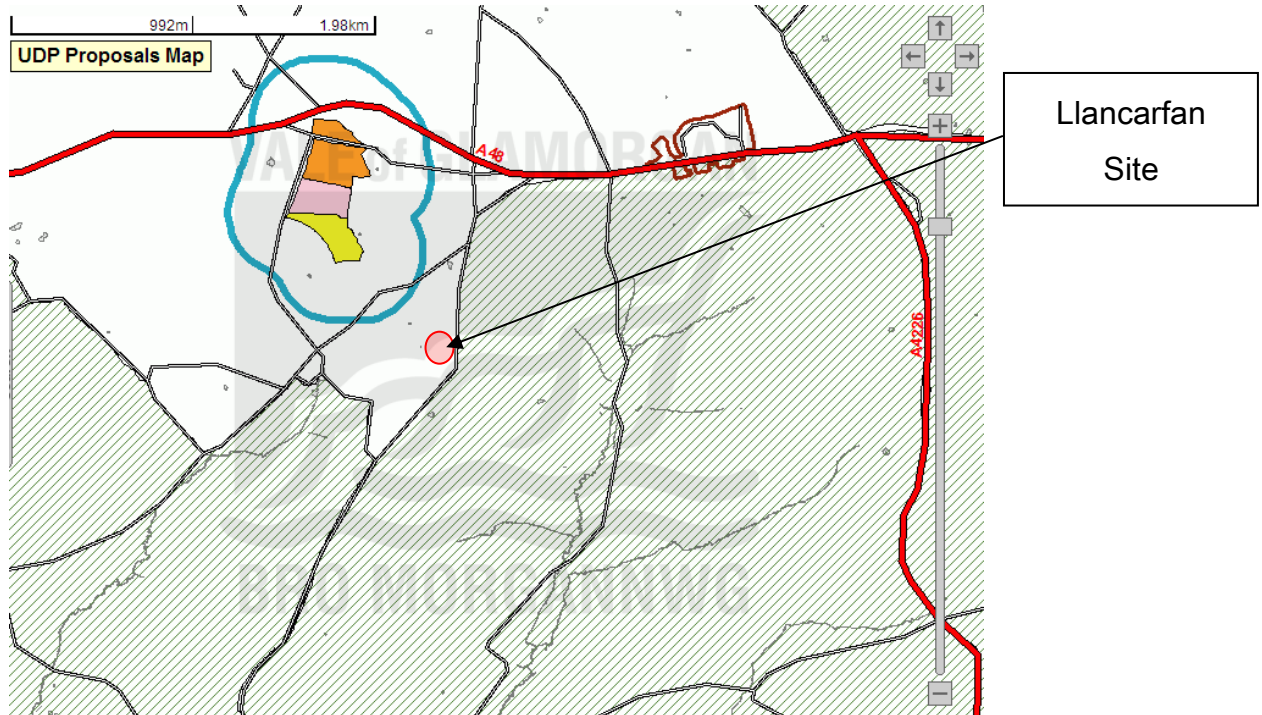 992m
1.98km
UDP Proposals Map
Llancarfan
Site
A48
VALE of GLAMORGAN
A4226
BRO MORGANNWG